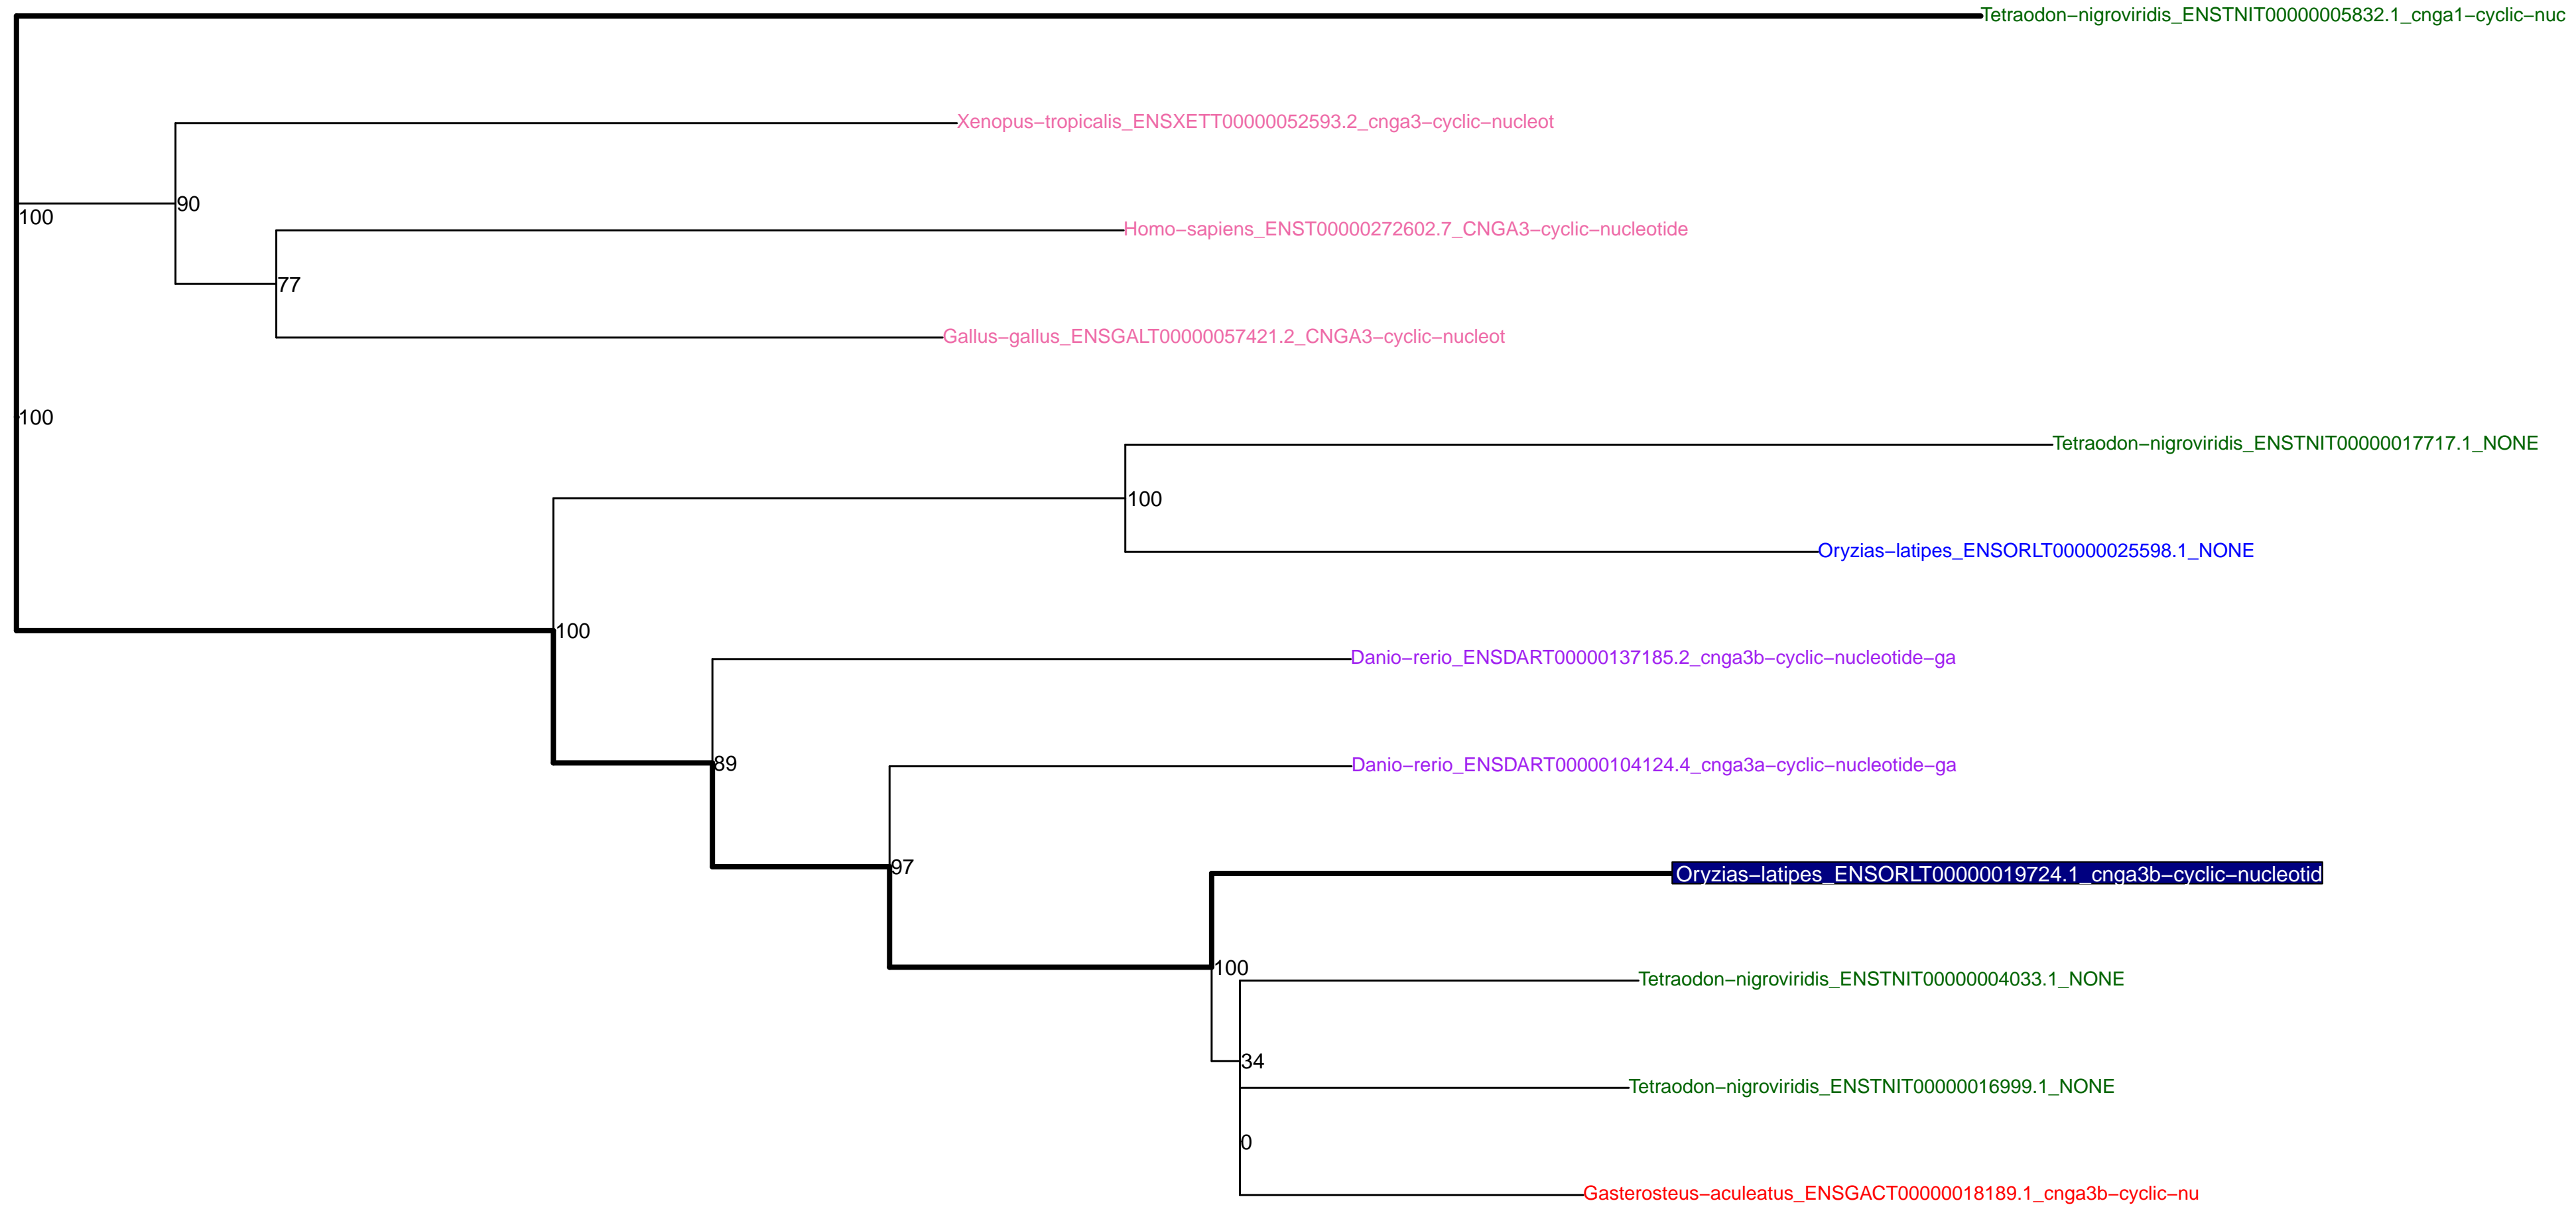 Tetraodon−nigroviridis_ENSTNIT00000005832.1_cnga1−cyclic−nuc
Xenopus−tropicalis_ENSXETT00000052593.2_cnga3−cyclic−nucleot
90
100
Homo−sapiens_ENST00000272602.7_CNGA3−cyclic−nucleotide
77
Gallus−gallus_ENSGALT00000057421.2_CNGA3−cyclic−nucleot
100
Tetraodon−nigroviridis_ENSTNIT00000017717.1_NONE
100
Oryzias−latipes_ENSORLT00000025598.1_NONE
100
Danio−rerio_ENSDART00000137185.2_cnga3b−cyclic−nucleotide−ga
89
Danio−rerio_ENSDART00000104124.4_cnga3a−cyclic−nucleotide−ga
97
Oryzias−latipes_ENSORLT00000019724.1_cnga3b−cyclic−nucleotid
100
Tetraodon−nigroviridis_ENSTNIT00000004033.1_NONE
34
Tetraodon−nigroviridis_ENSTNIT00000016999.1_NONE
0
Gasterosteus−aculeatus_ENSGACT00000018189.1_cnga3b−cyclic−nu